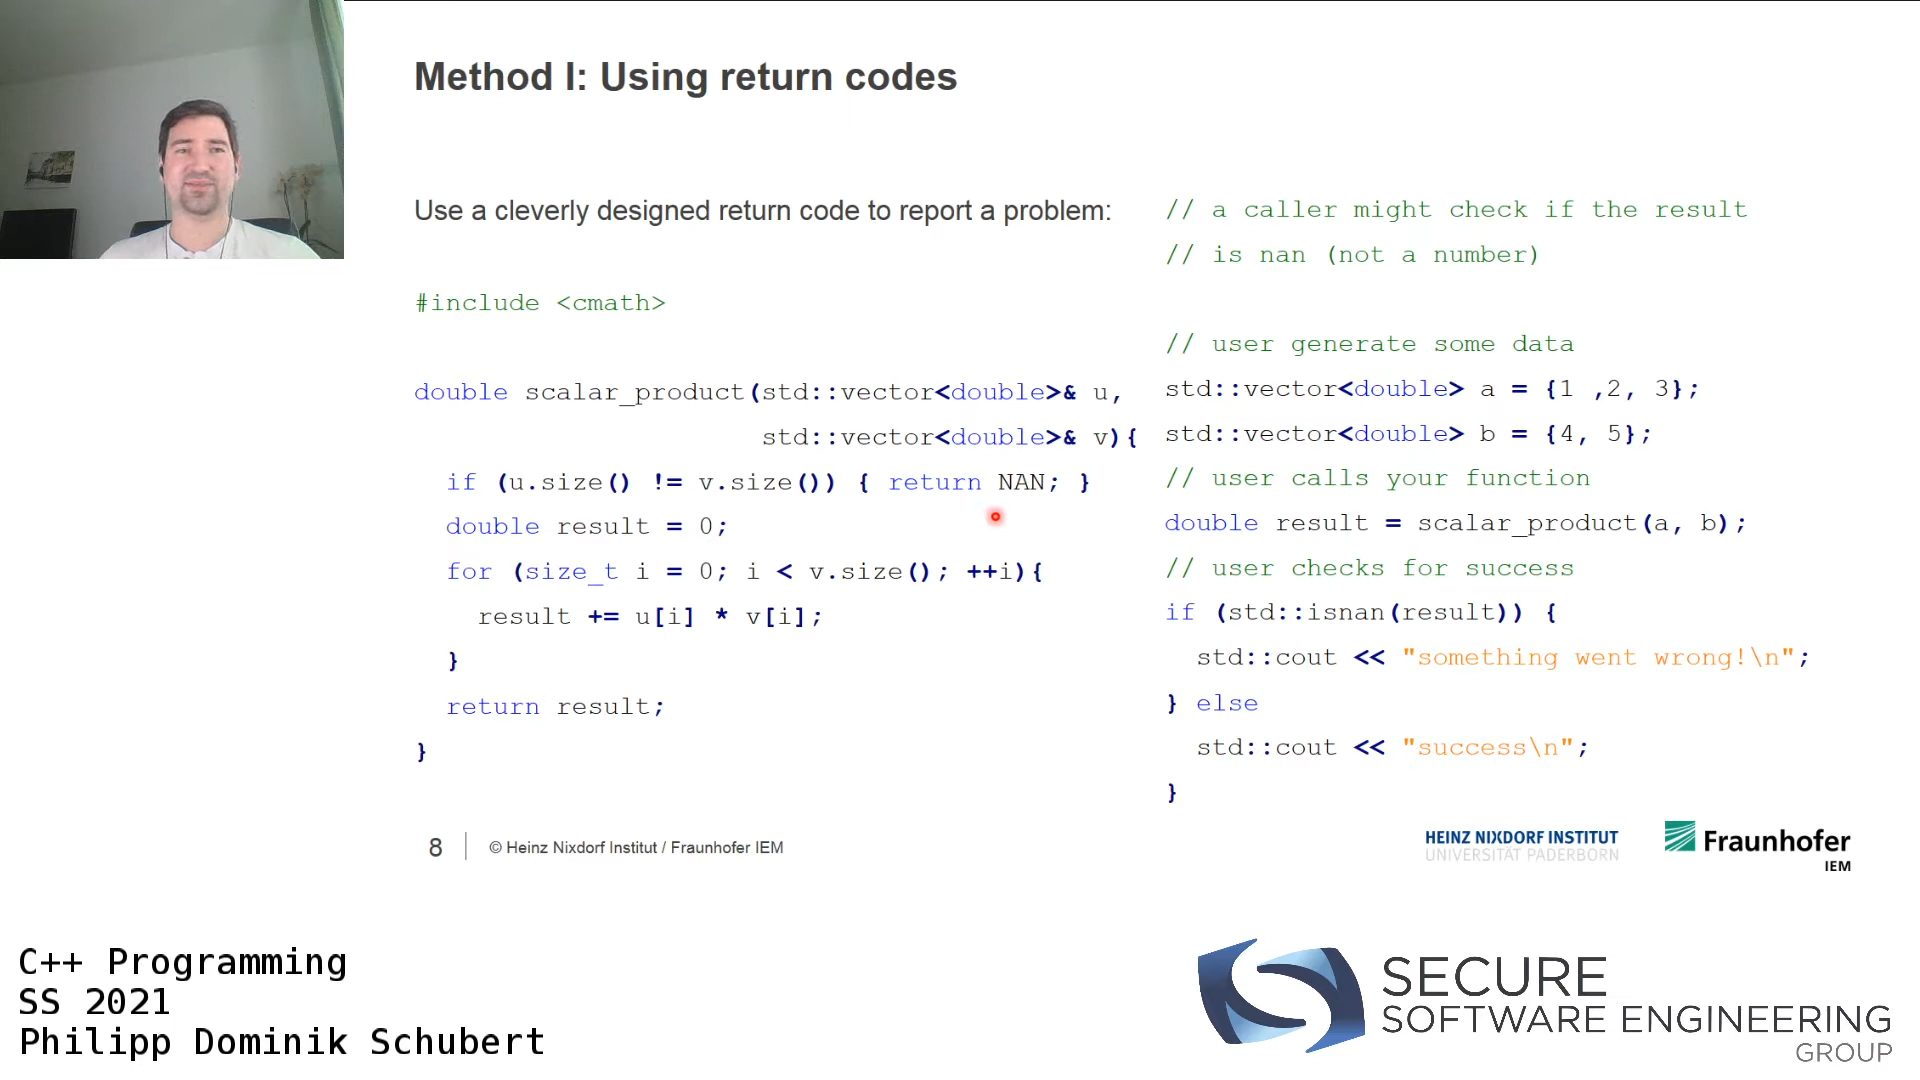 Method I: Using return codes
Use a cleverly designed return code to report a problem:
#include <cmath>
double scalar_product(std::vector<double>& u,
std::vector<double>& v){
if (u.size() != v.size()) { return NAN; }
double result = 0;
for (size_t i = 0; i < v.size(); ++i){
result += u[i] * v[i];
}
return result;
}
// a caller might check if the result
// is nan (not a number)
// user generate some data
std::vector<double> a = {1 ,2, 3};
std::vector<double> b = {4, 5};
// user calls your function
double result = scalar_product(a, b);
// user checks for success
if (std::isnan(result)) {
std::cout << "something went wrong!\n";
} else
std::cout << "success\n";
}
8
© Heinz Nixdorf Institut / Fraunhofer IEM
HEINZ NIXDORF INSTITUT
UNIVERSITÄT PADERBORN
Fraunhofer
IEM
C++ Programming
SS 2021
Philipp Dominik Schubert
SECURE
SOFTWARE ENGINEERING
GROUP